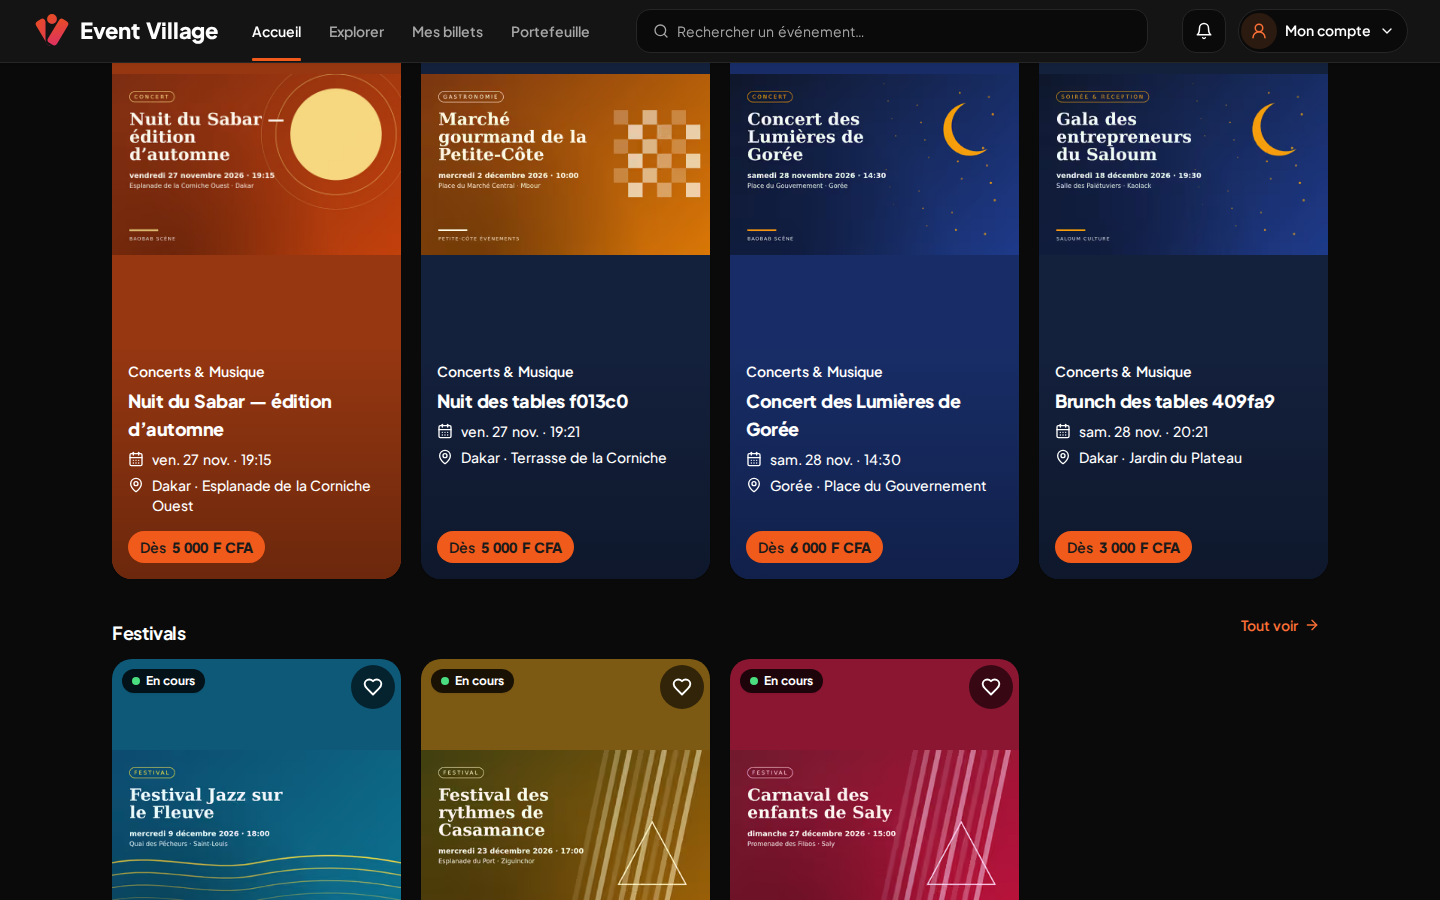 Event Village
Accueil
Explorer
Mes billets
Portefeuille
Rechercher un événement...
Mon compte
CONCERT
Nuit du Sabar —
édition
d’automne
vendredi 27 novembre 2026 · 19:15
Esplanade de la Corniche Ouest · Dakar
BAOBAB SCÈNE
Concerts & Musique
Nuit du Sabar — édition
d’automne
ven. 27 nov. · 19:15
Dakar · Esplanade de la Corniche
Ouest
Dès 5 000 F CFA
GASTRONOMIE
Marché
gourmand de la
Petite-Côte
mercredi 2 décembre 2026 · 10:00
Place du Marché Central · Mbour
PETITE-CÔTE ÉVÉNEMENTS
Concerts & Musique
Nuit des tables f013c0
ven. 27 nov. · 19:21
Dakar · Terrasse de la Corniche
Dès 5 000 F CFA
CONCERT
Concert des
Lumières de
Gorée
samedi 28 novembre 2026 · 14:30
Place du Gouvernement · Gorée
BAOBAB SCÈNE
Concerts & Musique
Concert des Lumières de
Gorée
sam. 28 nov. · 14:30
Gorée · Place du Gouvernement
Dès 6 000 F CFA
SOIRÉE & RÉCEPTION
Gala des
entrepreneurs
du Saloum
vendredi 18 décembre 2026 · 19:30
Salle des Palétuviers · Kaolack
SALOUM CULTURE
Concerts & Musique
Brunch des tables 409fa9
sam. 28 nov. · 20:21
Dakar · Jardin du Plateau
Dès 3 000 F CFA
Festivals
Tout voir
En cours
FESTIVAL
Festival Jazz sur
le Fleuve
mercredi 9 décembre 2026 · 18:00
Quai des Pêcheurs · Saint-Louis
En cours
FESTIVAL
Festival des
rythmes de
Casamance
mercredi 23 décembre 2026 · 17:00
Esplanade du Port · Ziguinchor
En cours
FESTIVAL
Carnaval des
enfants de Saly
dimanche 27 décembre 2026 · 15:00
Promenade des Filaos · Saly